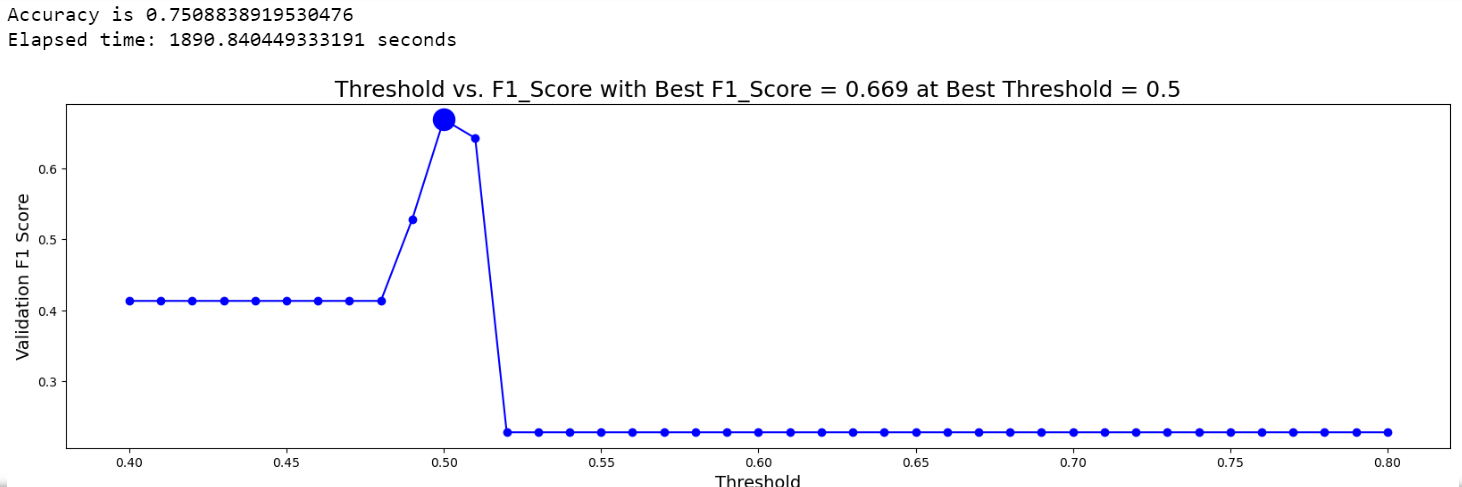 Accuracy is 0.7508838919530476
Elapsed time: 1890.840449333191 seconds
Threshold vs. F1_Score with Best F1_Score = 0.669 at Best Threshold = 0.5
Validation F1 Score
0.6
0.5
0.4
0.3
0.40 0.45 0.50 0.55 0.60 0.65 0.70 0.75 0.80
Threshold